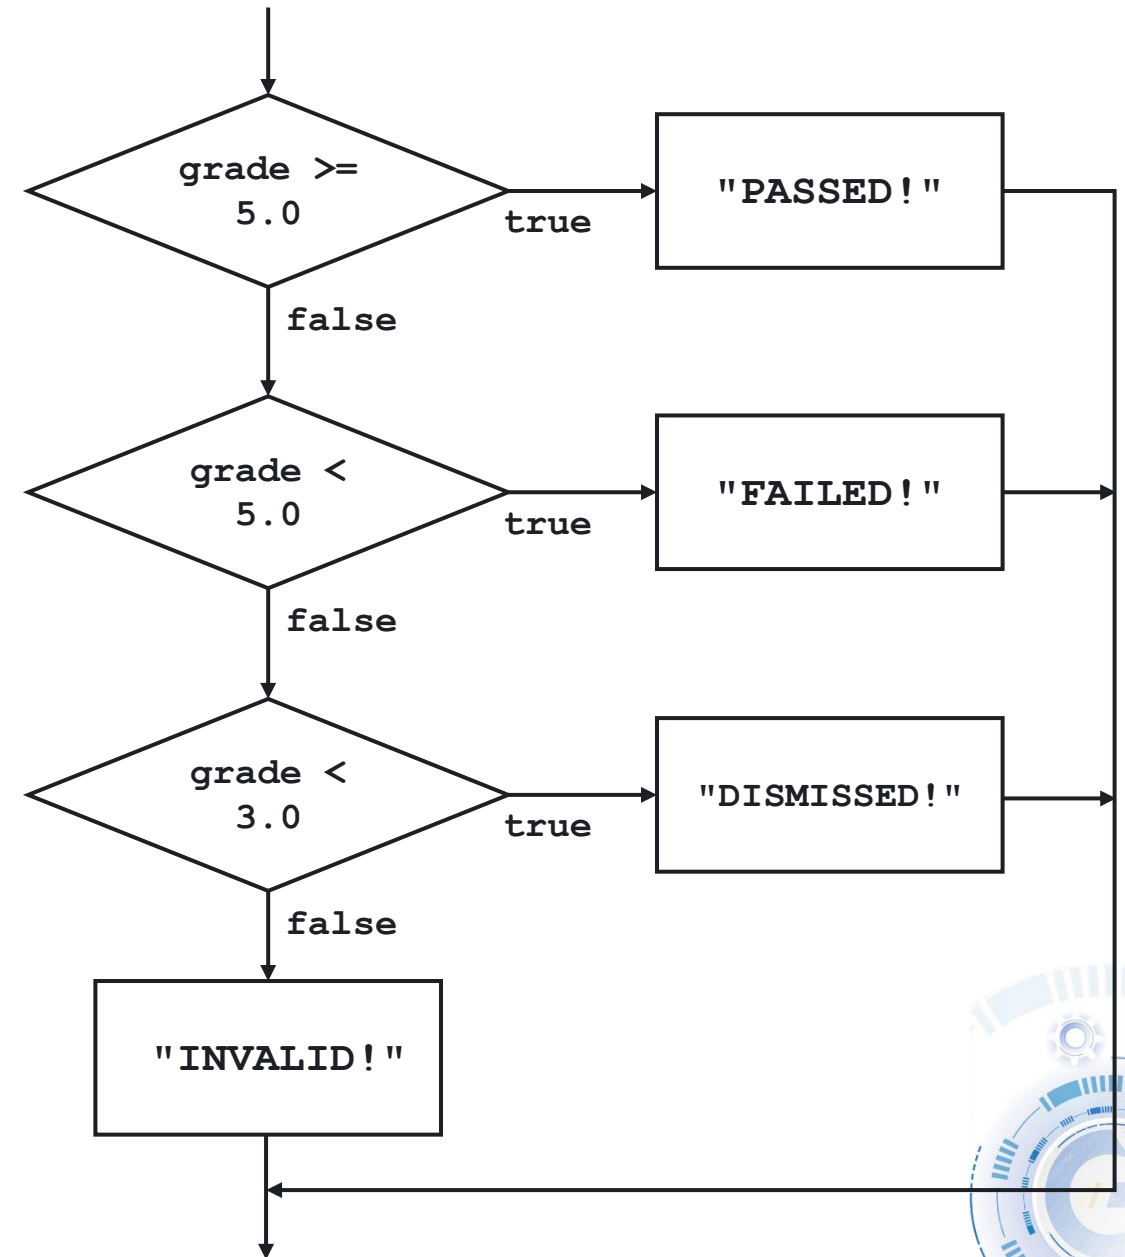 grade >=
5.0
true
"PASSED!"
false
grade <
5.0
true
"FAILED!"
false
grade <
3.0
true
"DISMISSED!"
false
"INVALID!"